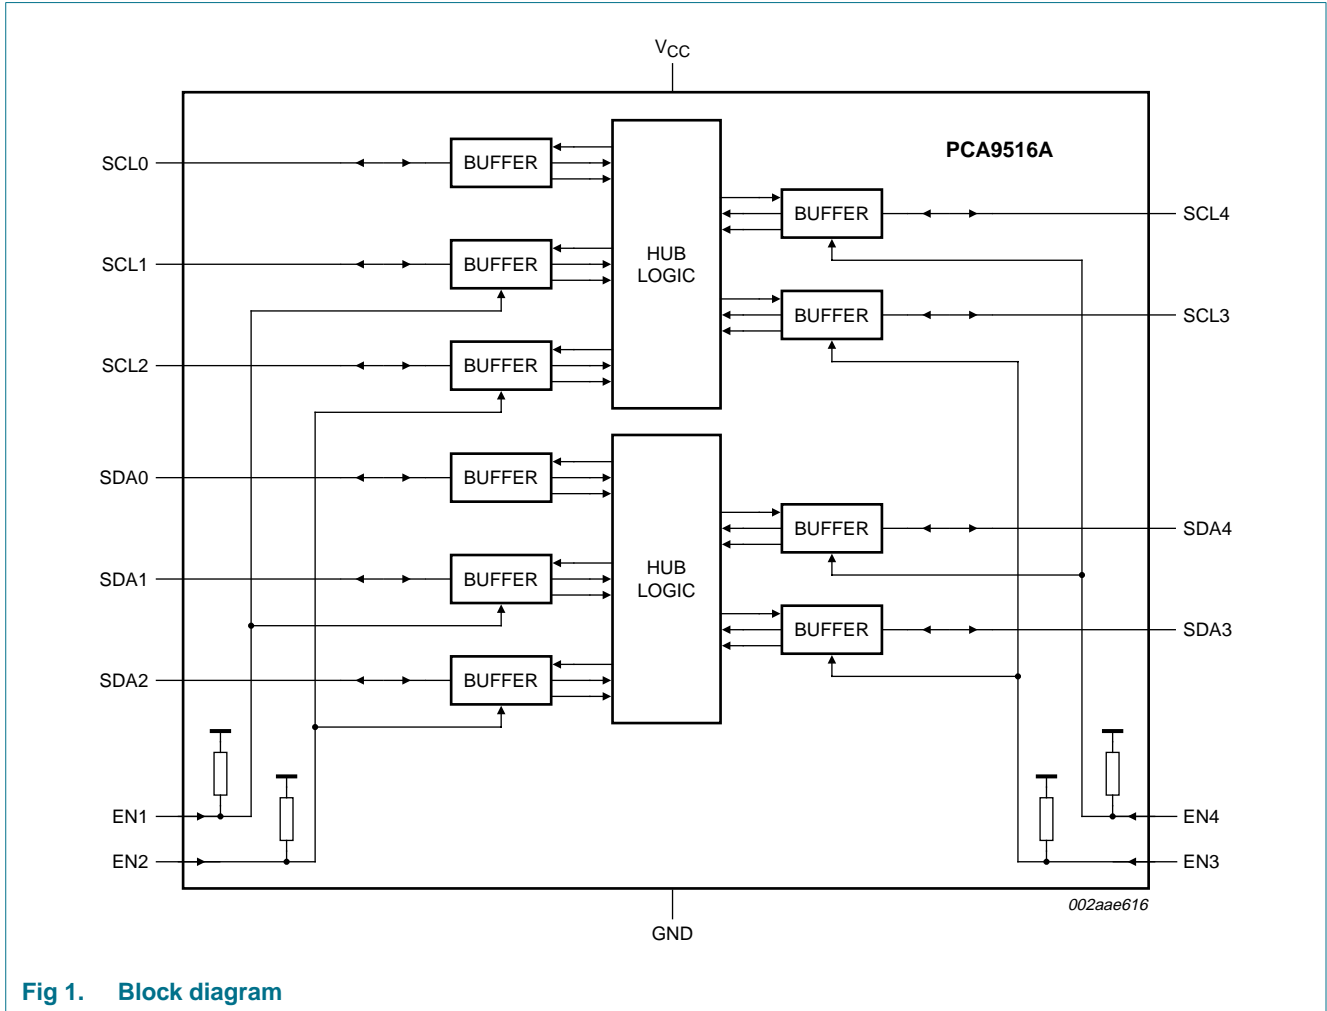 VCC
PCA9516A
SCL0
BUFFER
HUB
LOGIC
BUFFER
SCL4
SCL1
BUFFER
BUFFER
SCL3
SCL2
BUFFER
SDA0
BUFFER
HUB
LOGIC
BUFFER
SDA4
SDA1
BUFFER
BUFFER
SDA3
SDA2
BUFFER
EN1
EN4
EN2
EN3
002aae616
GND
Fig 1. Block diagram